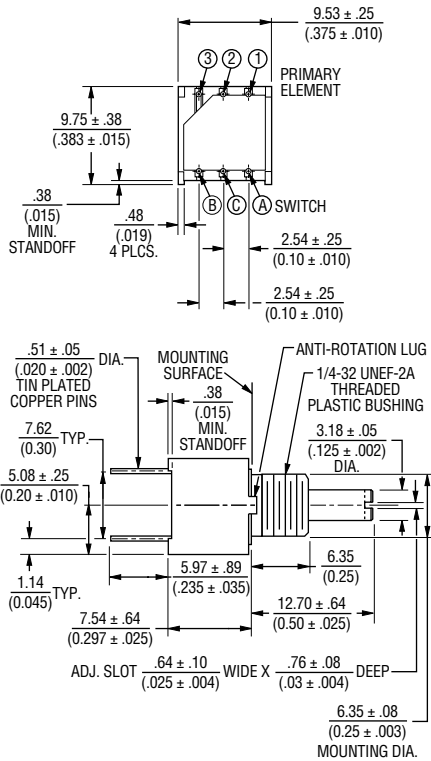 9.53 ± .25
(.375 ± .010)
3
2
1
PRIMARY
ELEMENT
9.75 ± .38
(.383 ± .015)
.38
(.015)
MIN.
STANDOFF
.48
(.019)
4 PLCS.
B
C
A
SWITCH
2.54 ± .25
(0.10 ± .010)
2.54 ± .25
(0.10 ± .010)
.51 ± .05
(.020 ± .002)
DIA.
TIN PLATED
COPPER PINS
MOUNTING
SURFACE
ANTI-ROTATION LUG
1/4-32 UNEF-2A
THREADED
PLASTIC BUSHING
.38
(.015)
MIN.
STANDOFF
7.62
(0.30)
TYP.
3.18 ± .05
(.125 ± .002)
DIA.
5.08 ± .25
(0.20 ± .010)
1.14
(0.045)
TYP.
5.97 ± .89
(.235 ± .035)
6.35
(0.25)
7.54 ± .64
(0.297 ± .025)
12.70 ± .64
(0.50 ± .025)
ADJ. SLOT .64 ± .10 WIDE X .76 ± .08 DEEP
(.025 ± .004) (.03 ± .004)
6.35 ± .08
(0.25 ± .003)
MOUNTING DIA.